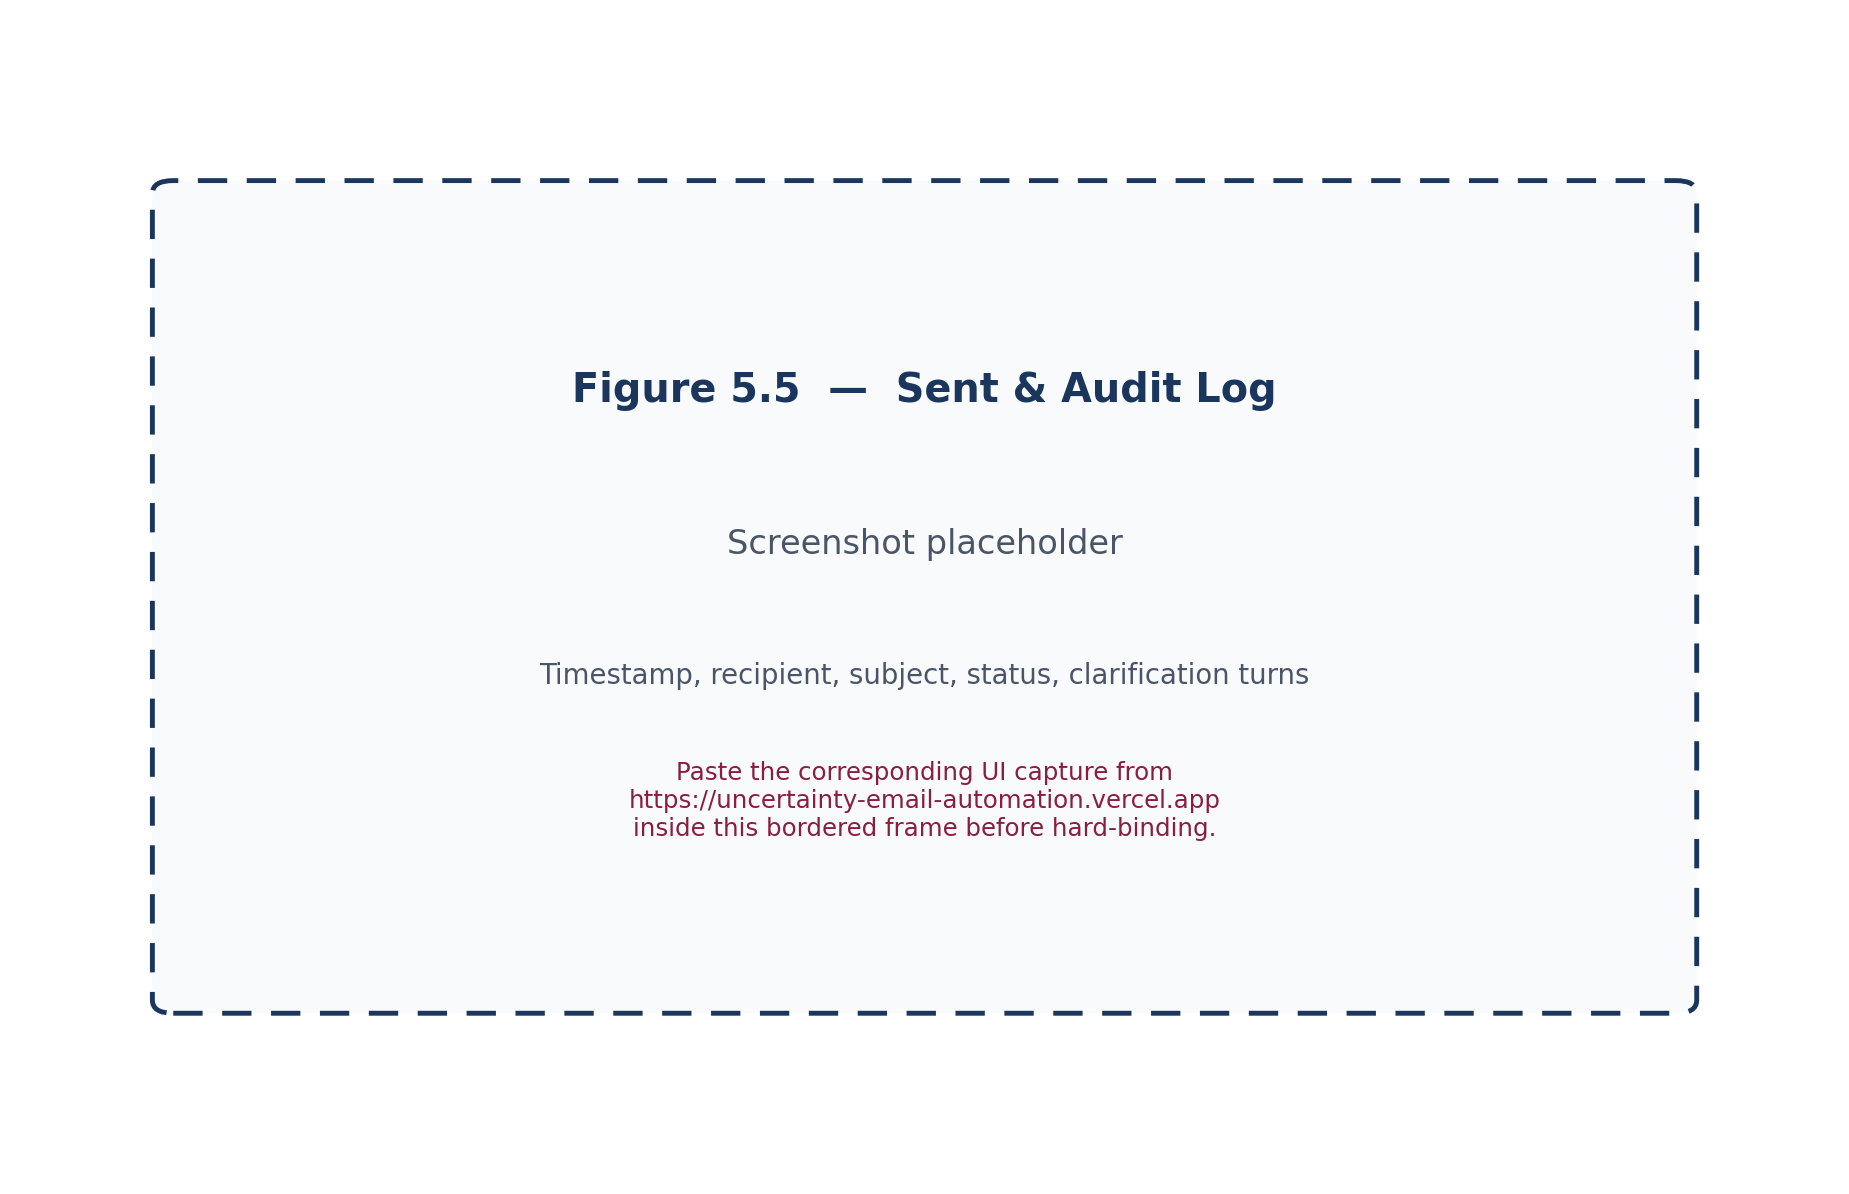 Figure 5.5 — Sent & Audit Log
Screenshot placeholder
Timestamp, recipient, subject, status, clarification turns
Paste the corresponding UI capture from
https://uncertainty-email-automation.vercel.app
inside this bordered frame before hard-binding.